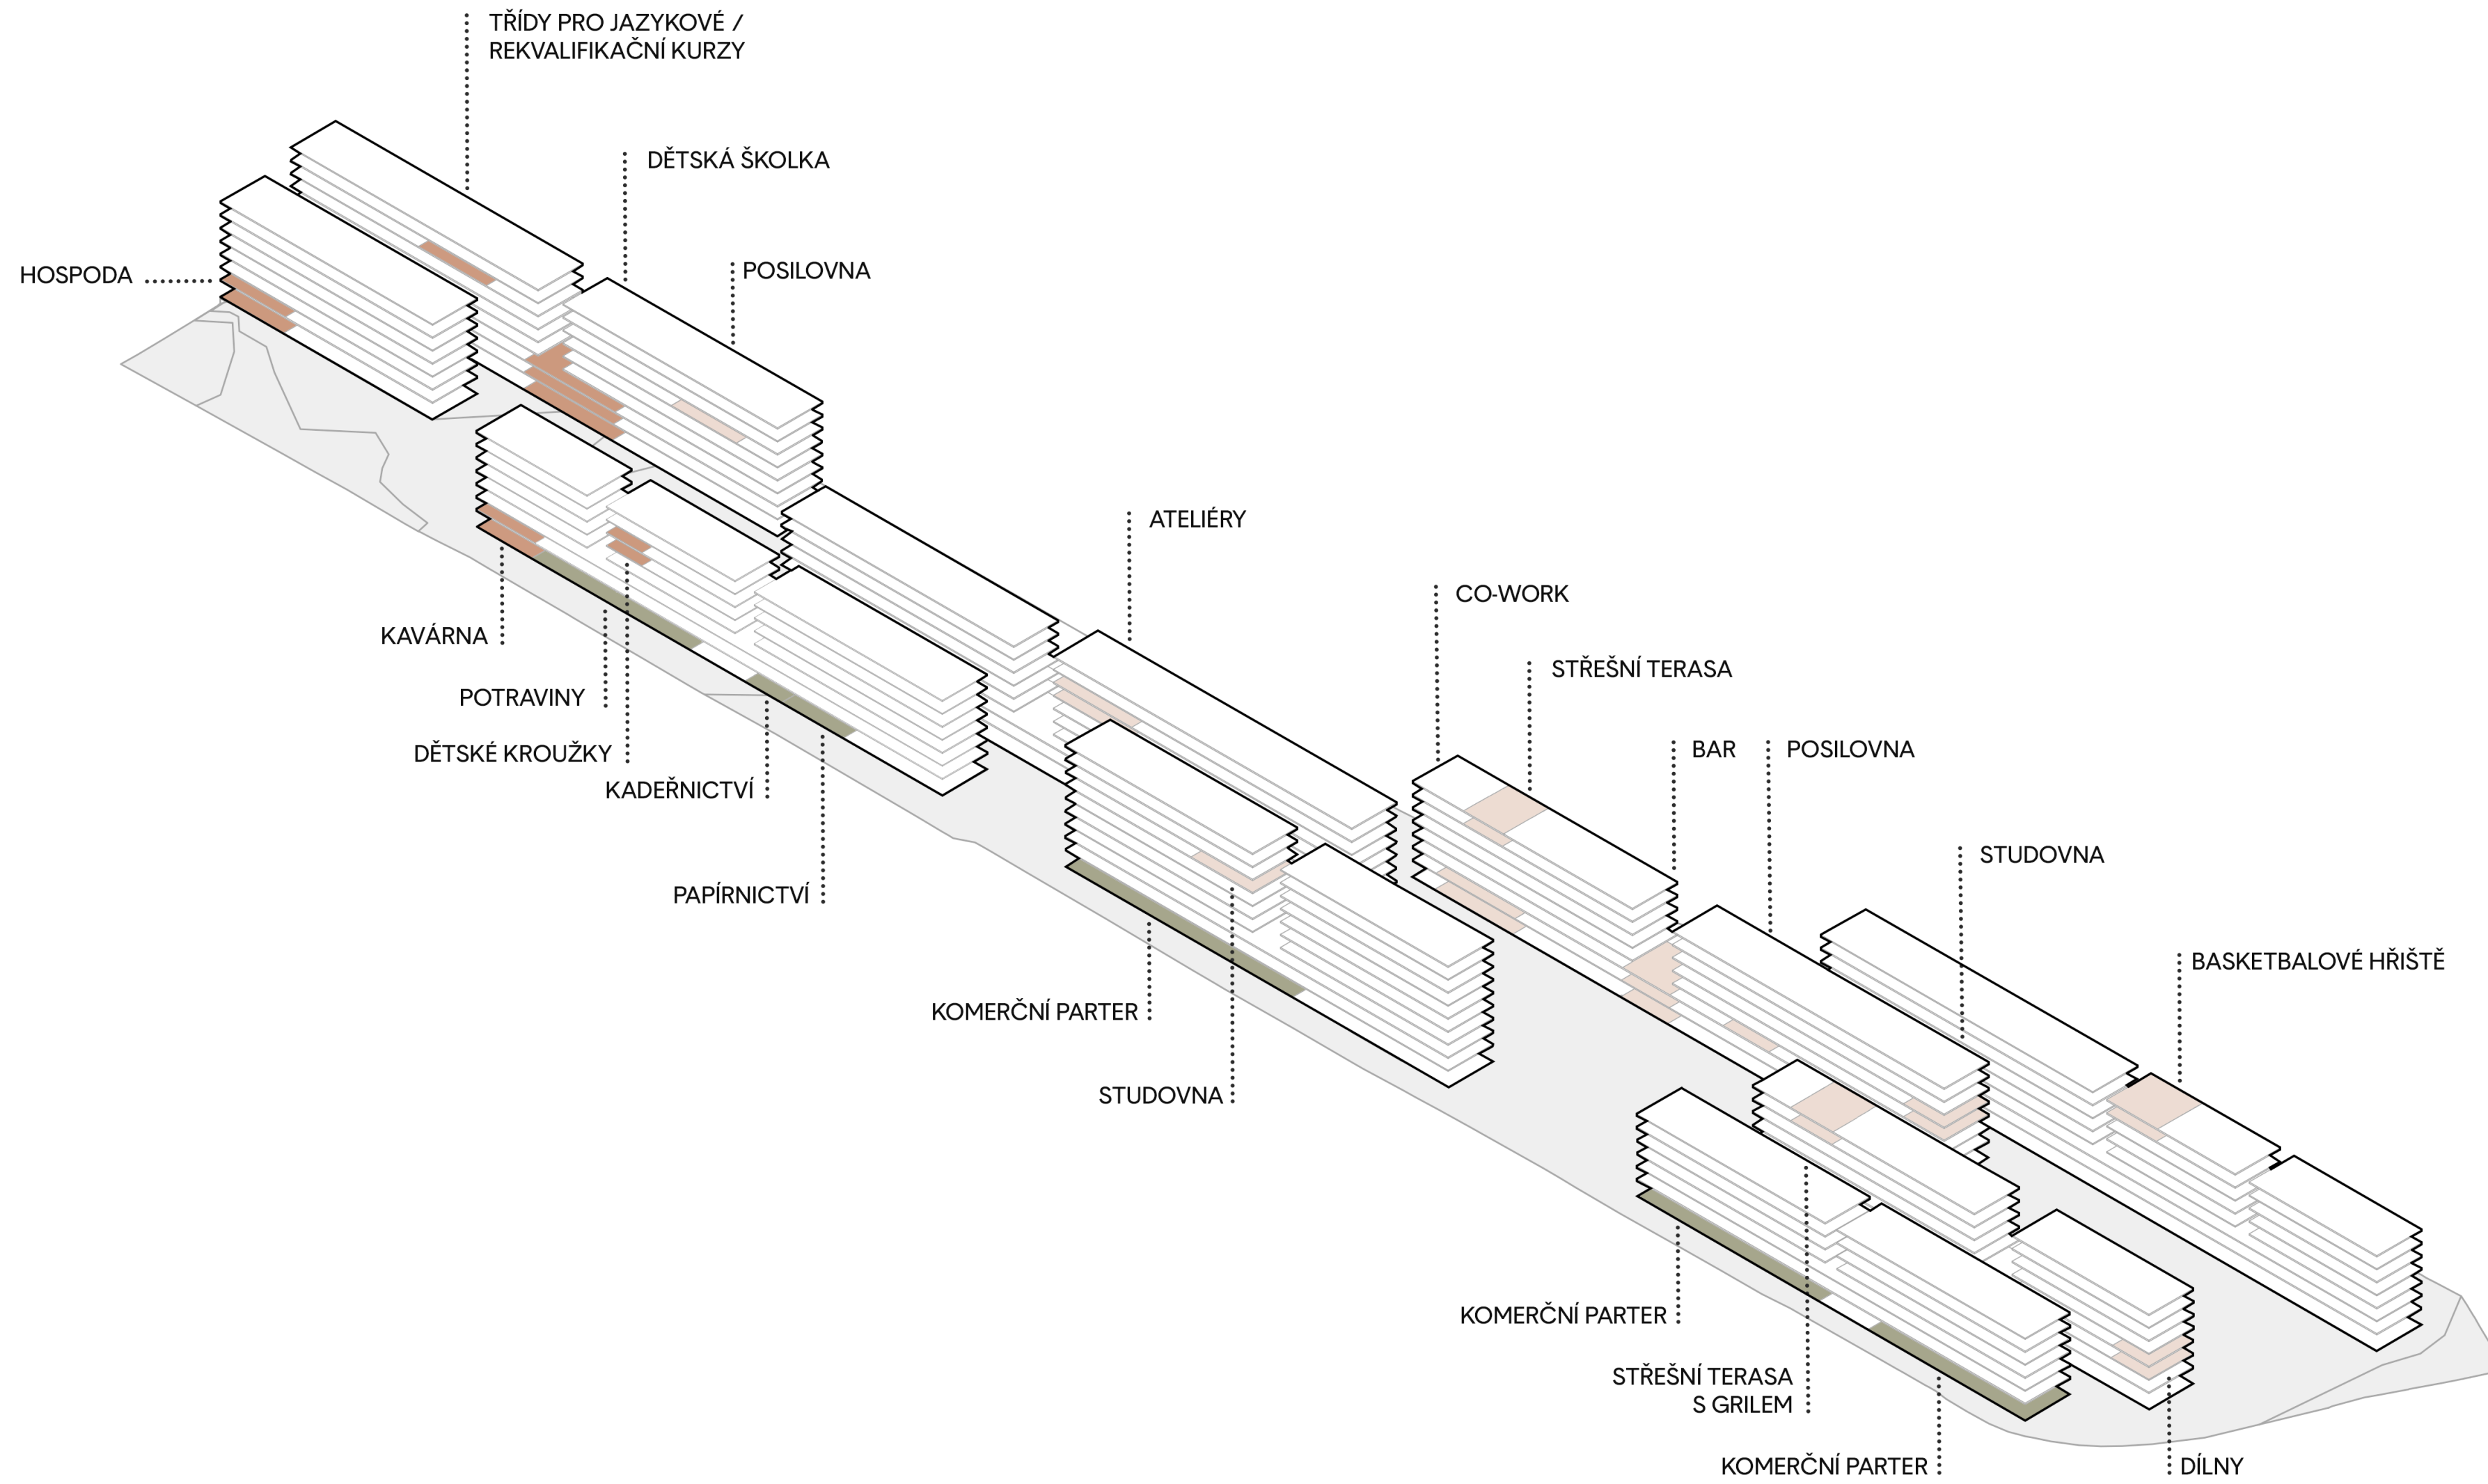 TŘÍDY PRO JAZYKOVÉ /
REKVALIFIKAČNÍ KURZY
DĚTSKÁ ŠKOLKA
POSILOVNA
HOSPODA
ATELIÉRY
CO-WORK
KAVÁRNA
STŘEŠNÍ TERASA
POTRAVINY
DĚTSKÉ KROUŽKY
BAR
POSILOVNA
KADEŘNICTVÍ
STUDOVNA
PAPÍRNICTVÍ
BASKETBALOVÉ HŘIŠTĚ
KOMERČNÍ PARTER
STUDOVNA
KOMERČNÍ PARTER
STŘEŠNÍ TERASA
S GRILEM
KOMERČNÍ PARTER
DÍLNY